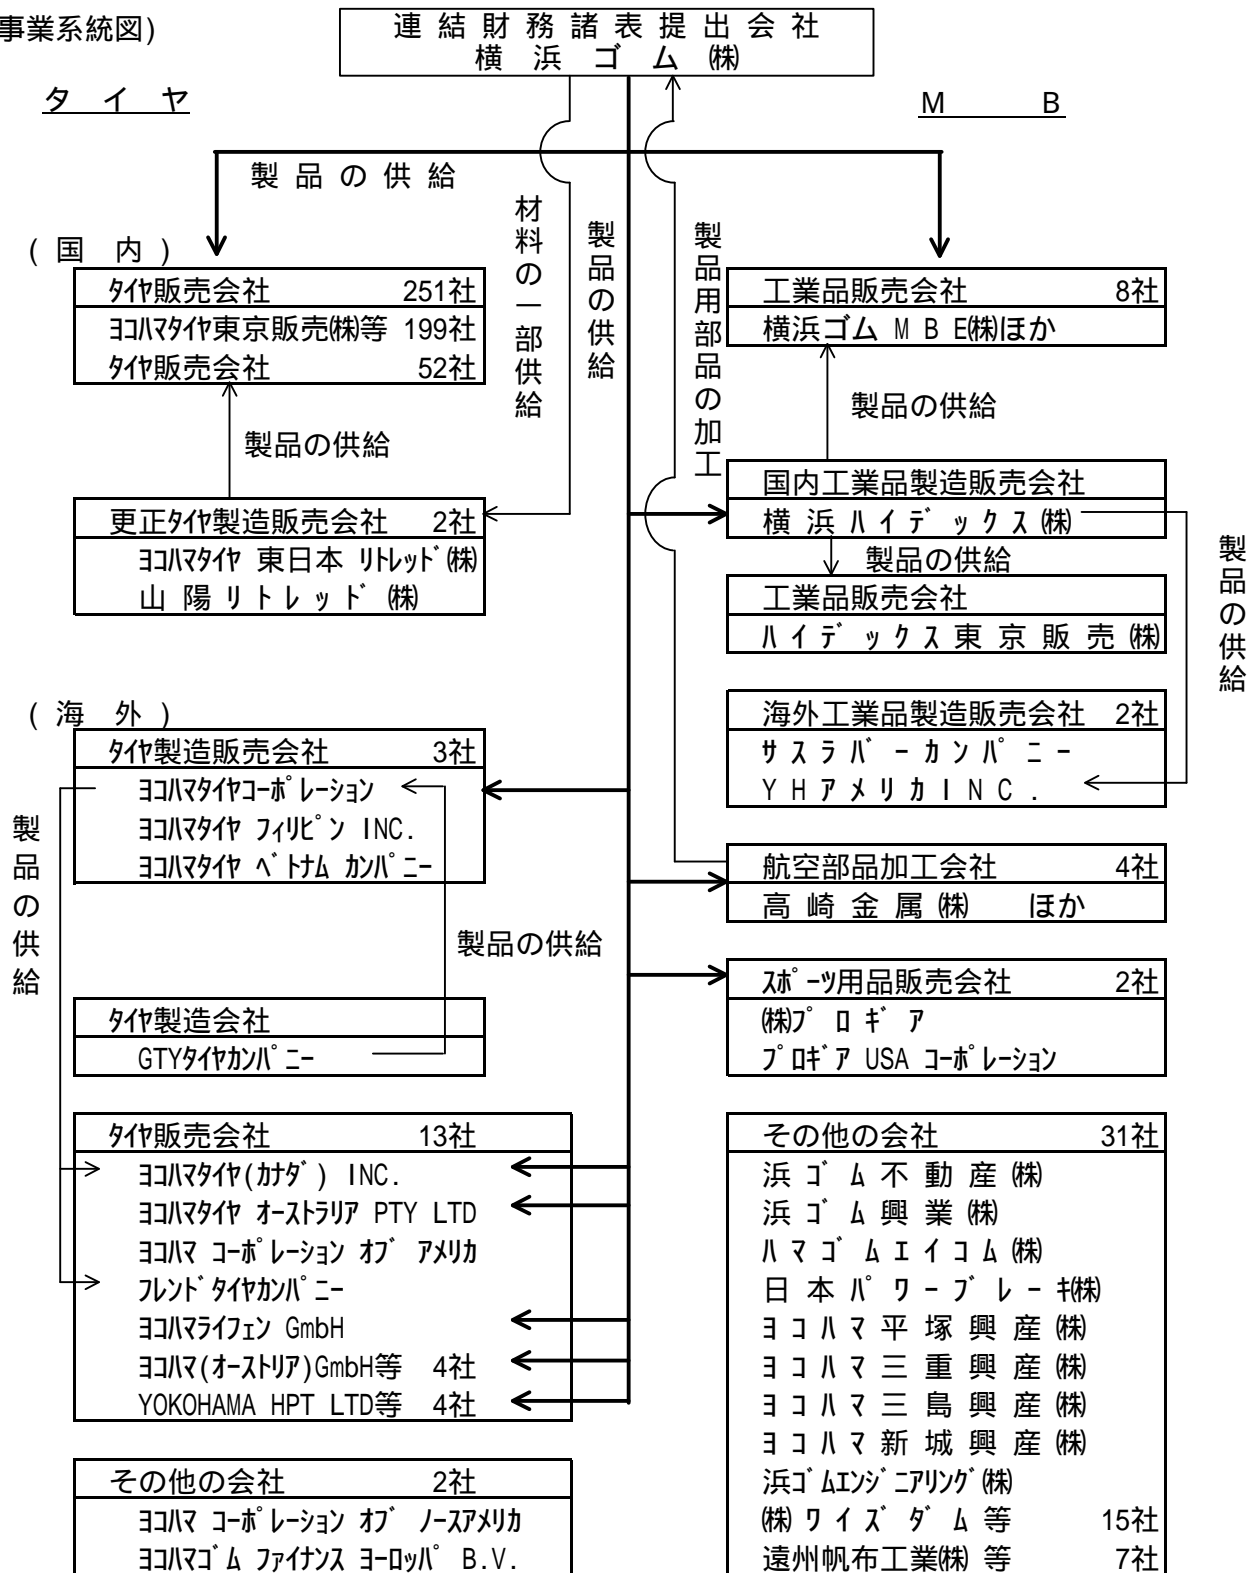 事業系統図)
連結財務諸表提出会社
横浜ゴム㈱
タイヤ
MB
製品の供給
材料の一部供給
製品の供給
製品用部品の加工
(国内)
ﾀｲﾔ販売会社 251社
ﾖｺﾊﾏﾀｲﾔ東京販売㈱等 199社
ﾀｲﾔ販売会社 52社
製品の供給
更正ﾀｲﾔ製造販売会社 2社
ﾖｺﾊﾏﾀｲﾔ 東日本 ﾘﾄﾚｯﾄﾞ㈱
山陽リトレッド㈱
工業品販売会社 8社
横浜ゴムMBE㈱ほか
製品の供給
国内工業品製造販売会社
横浜ハイデックス㈱
製品の供給
工業品販売会社
ハイデックス東京販売㈱
製品の供給
海外工業品製造販売会社 2社
サスラバーカンパニー
YHアメリカINC.
(海外)
ﾀｲﾔ製造販売会社 3社
ﾖｺﾊﾏﾀｲﾔｺｰﾎﾟﾚｰｼｮﾝ
ﾖｺﾊﾏﾀｲﾔ ﾌｨﾘﾋﾟﾝ INC.
ﾖｺﾊﾏﾀｲﾔ ﾍﾞﾄﾅﾑ ｶﾝﾊﾟﾆｰ
製品の供給
製品の供給
ﾀｲﾔ製造会社
GTYﾀｲﾔｶﾝﾊﾟﾆｰ
航空部品加工会社 4社
高崎金属㈱ ほか
ｽﾎﾟｰﾂ用品販売会社 2社
㈱プロギア
ﾌﾟﾛｷﾞｱ USA ｺｰﾎﾟﾚｰｼｮﾝ
ﾀｲﾔ販売会社 13社
ﾖｺﾊﾏﾀｲﾔ(ｶﾅﾀﾞ) INC.
ﾖｺﾊﾏﾀｲﾔ ｵｰｽﾄﾗﾘｱ PTY LTD
ﾖｺﾊﾏ ｺｰﾎﾟﾚｰｼｮﾝ ｵﾌﾞ ｱﾒﾘｶ
ﾌﾚﾝﾄﾞﾀｲﾔｶﾝﾊﾟﾆｰ
ﾖｺﾊﾏﾗｲﾌｪﾝ GmbH
ﾖｺﾊﾏ(ｵｰｽﾄﾘｱ)GmbH等 4社
YOKOHAMA HPT LTD等 4社
その他の会社 2社
ﾖｺﾊﾏ ｺｰﾎﾟﾚｰｼｮﾝ ｵﾌﾞ ﾉｰｽｱﾒﾘｶ
ﾖｺﾊﾏｺﾞﾑ ﾌｧｲﾅﾝｽ ﾖｰﾛｯﾊﾟ B.V.
その他の会社 31社
浜ゴム不動産㈱
浜ゴム興業㈱
ハマゴムエイコム㈱
日本パワーブレーキ㈱
ヨコハマ平塚興産㈱
ヨコハマ三重興産㈱
ヨコハマ三島興産㈱
ヨコハマ新城興産㈱
浜ｺﾞﾑｴﾝｼﾞﾆｱﾘﾝｸﾞ㈱
㈱ワイズダム等 15社
遠州帆布工業㈱ 等 7社